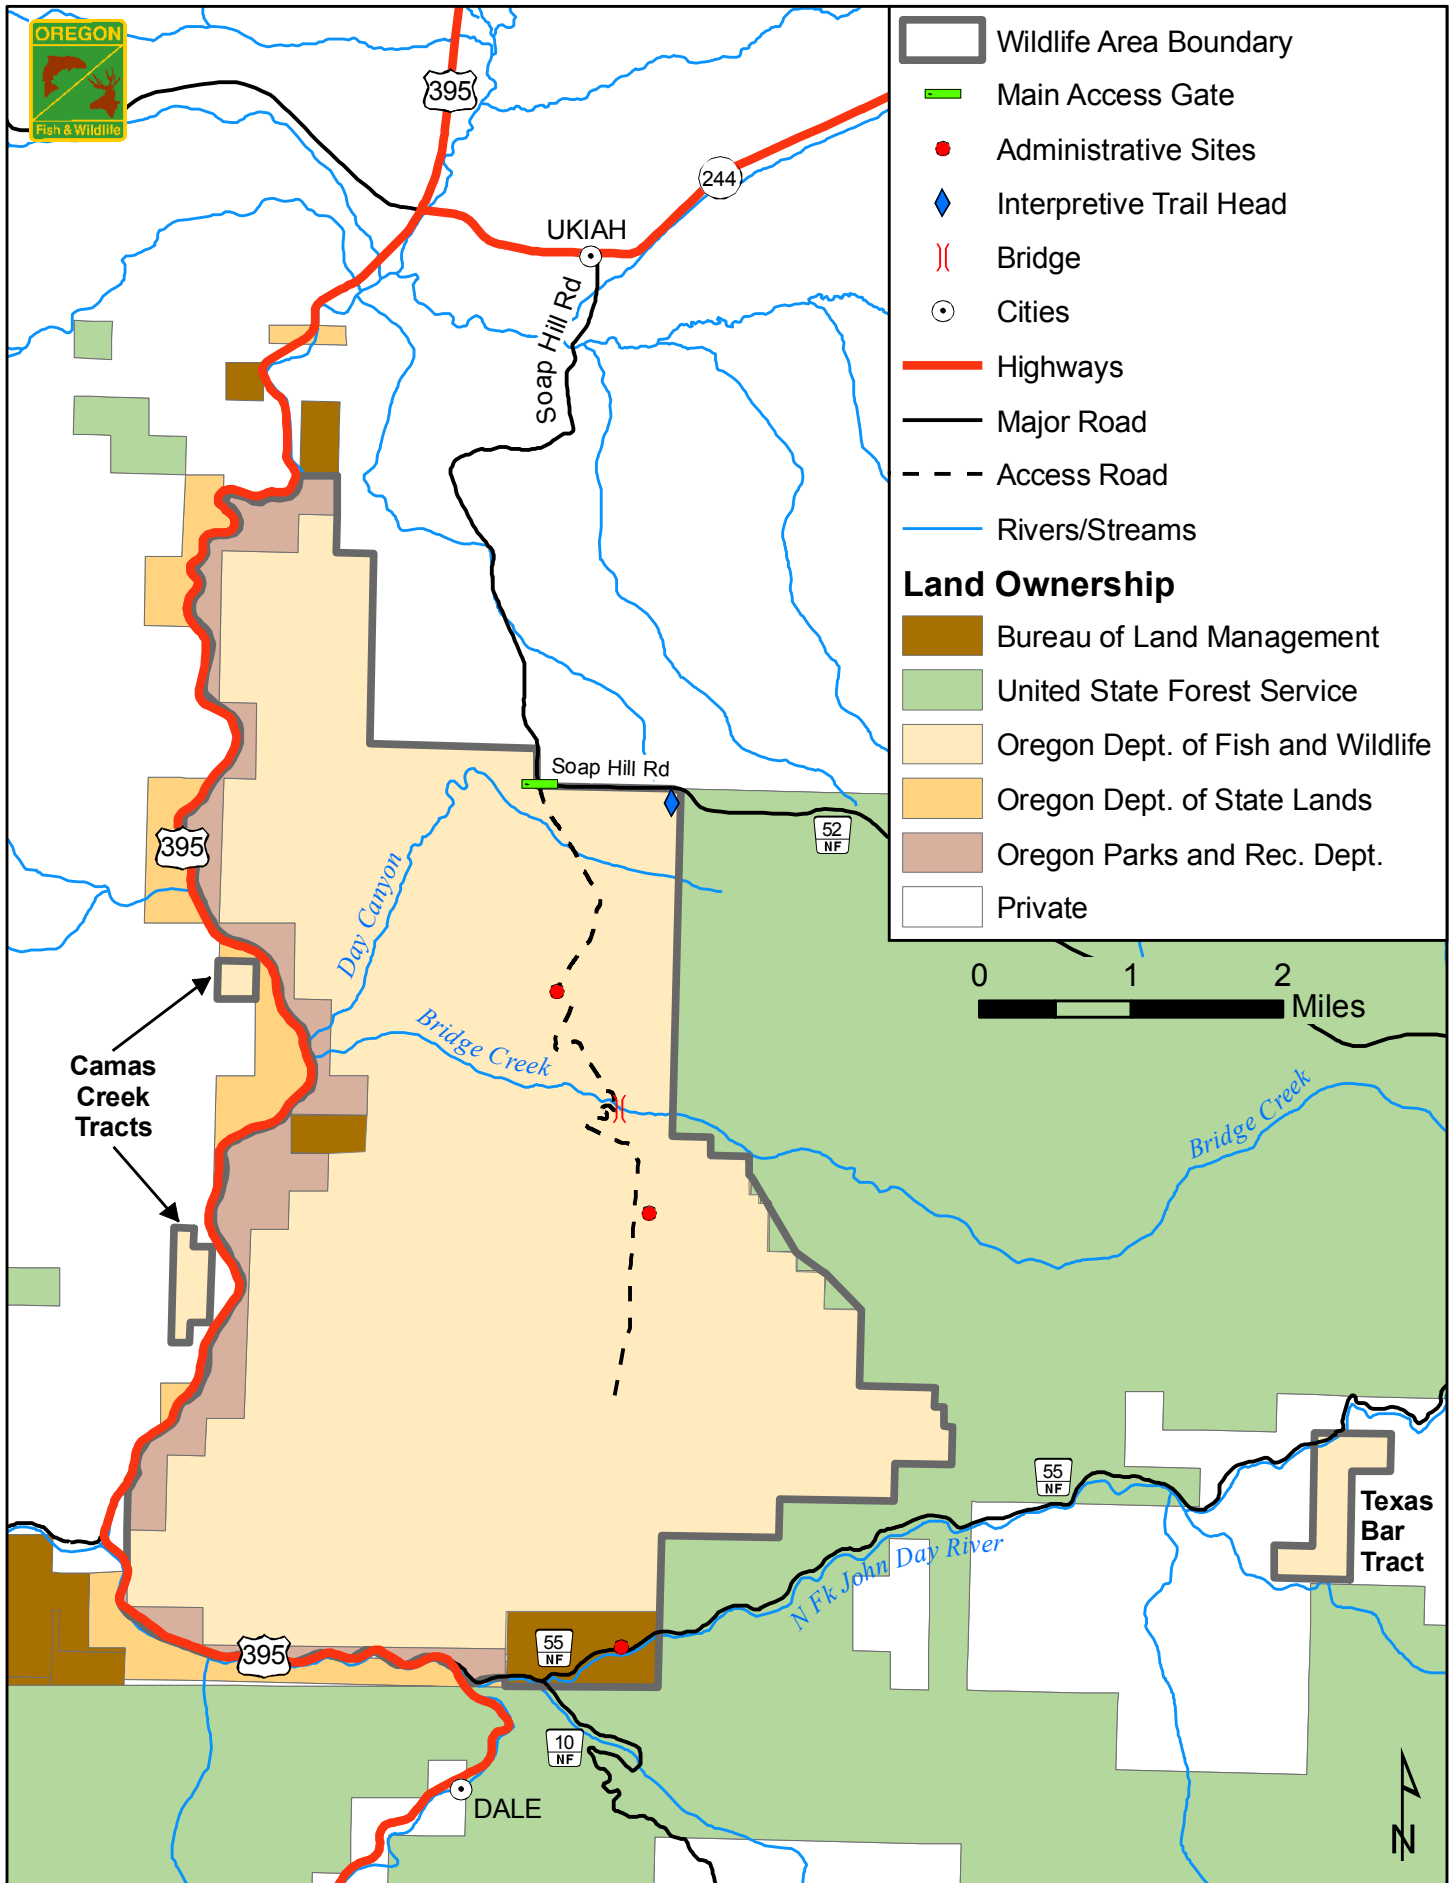 OREGON
Fish & Wildlife
395
244
UKIAH
Soap Hill Rd
Soap Hill Rd
52
NF
395
Day Canyon
Bridge Creek
Bridge Creek
Camas
Creek
Tracts
55
NF
Texas
Bar
Tract
N Fk John Day River
55
NF
395
10
NF
DALE
N
Wildlife Area Boundary
Main Access Gate
Administrative Sites
Interpretive Trail Head
Bridge
Cities
Highways
Major Road
Access Road
Rivers/Streams
Land Ownership
Bureau of Land Management
United State Forest Service
Oregon Dept. of Fish and Wildlife
Oregon Dept. of State Lands
Oregon Parks and Rec. Dept.
Private
0 1 2
Miles